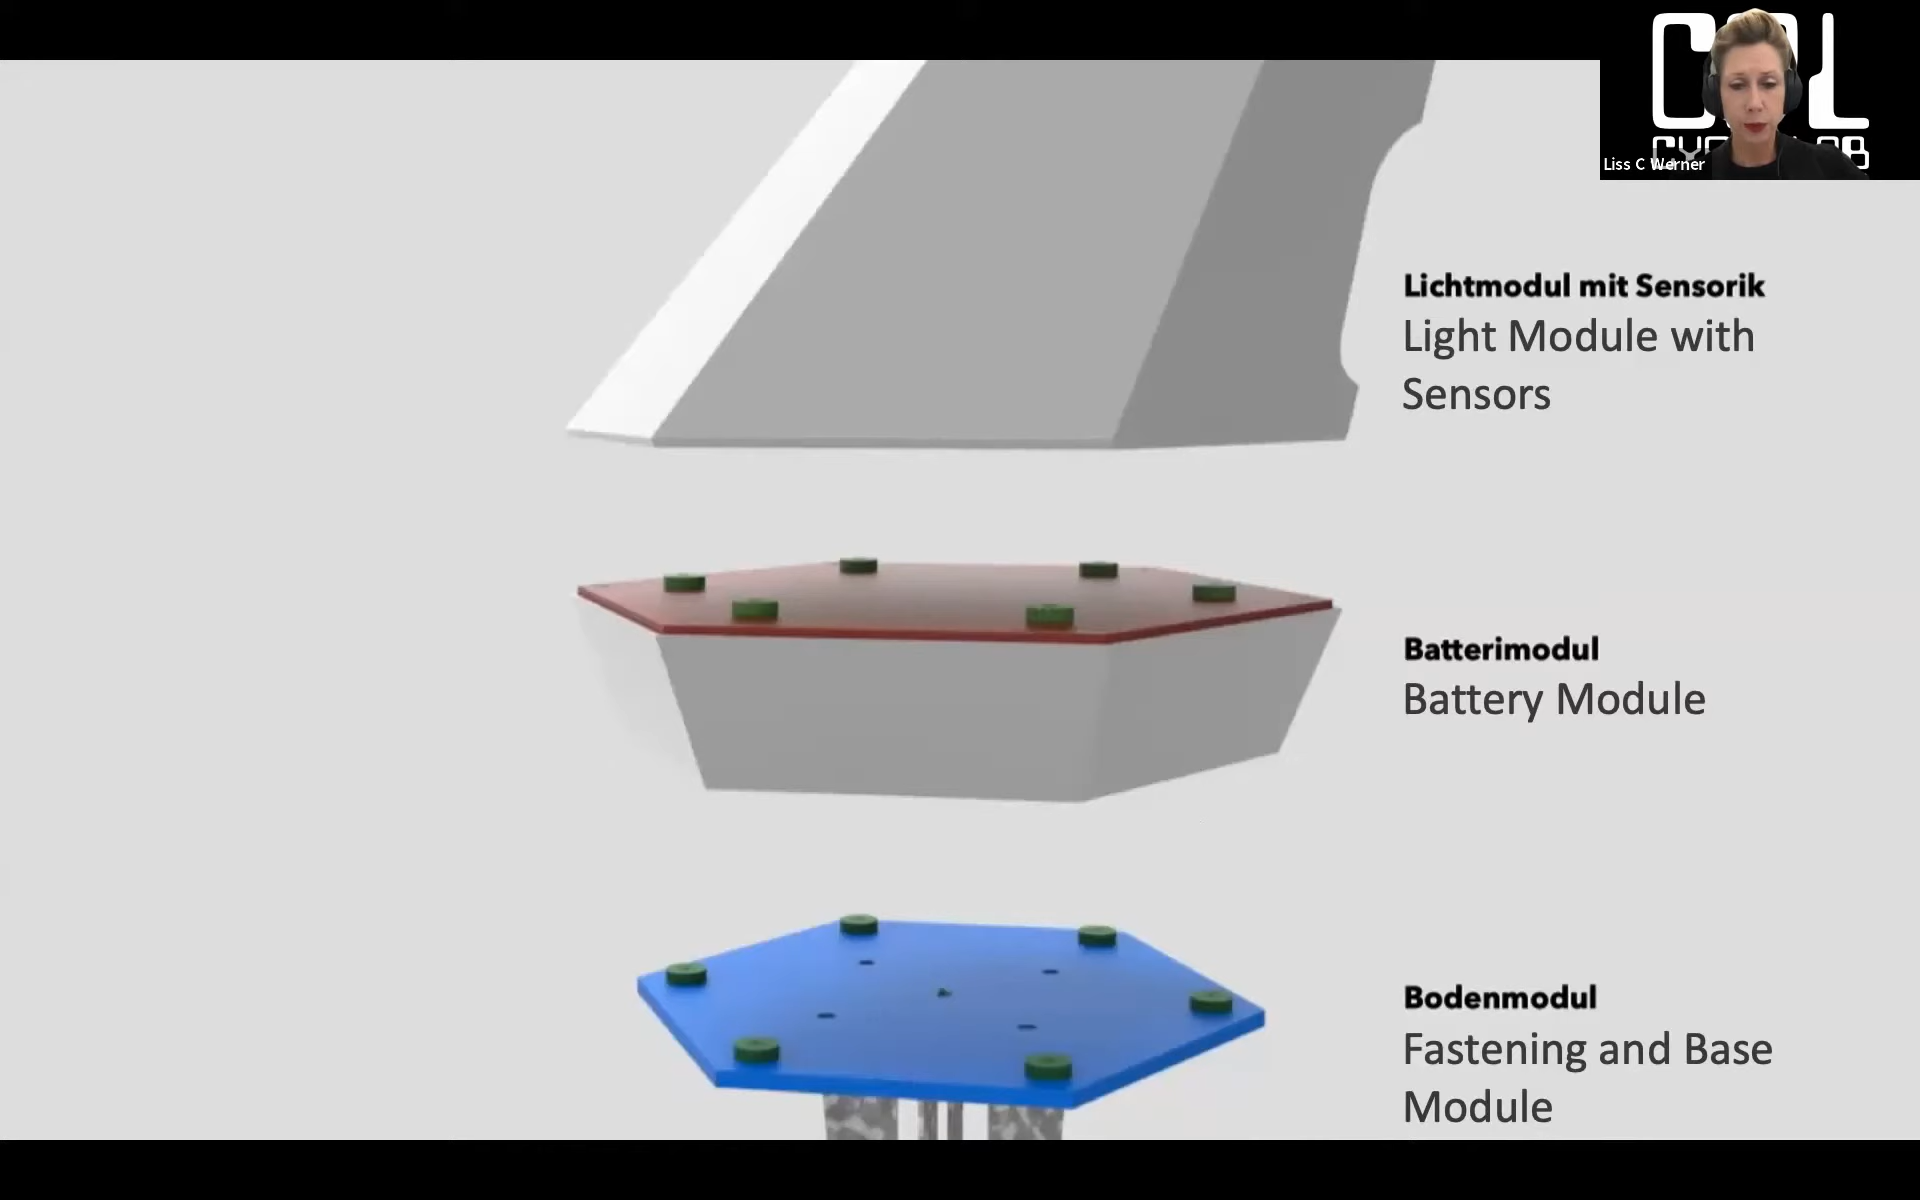 Liss C Werner
Lichtmodul mit Sensorik
Light Module with
Sensors
Batterimodul
Battery Module
Bodenmodul
Fastening and Base
Module